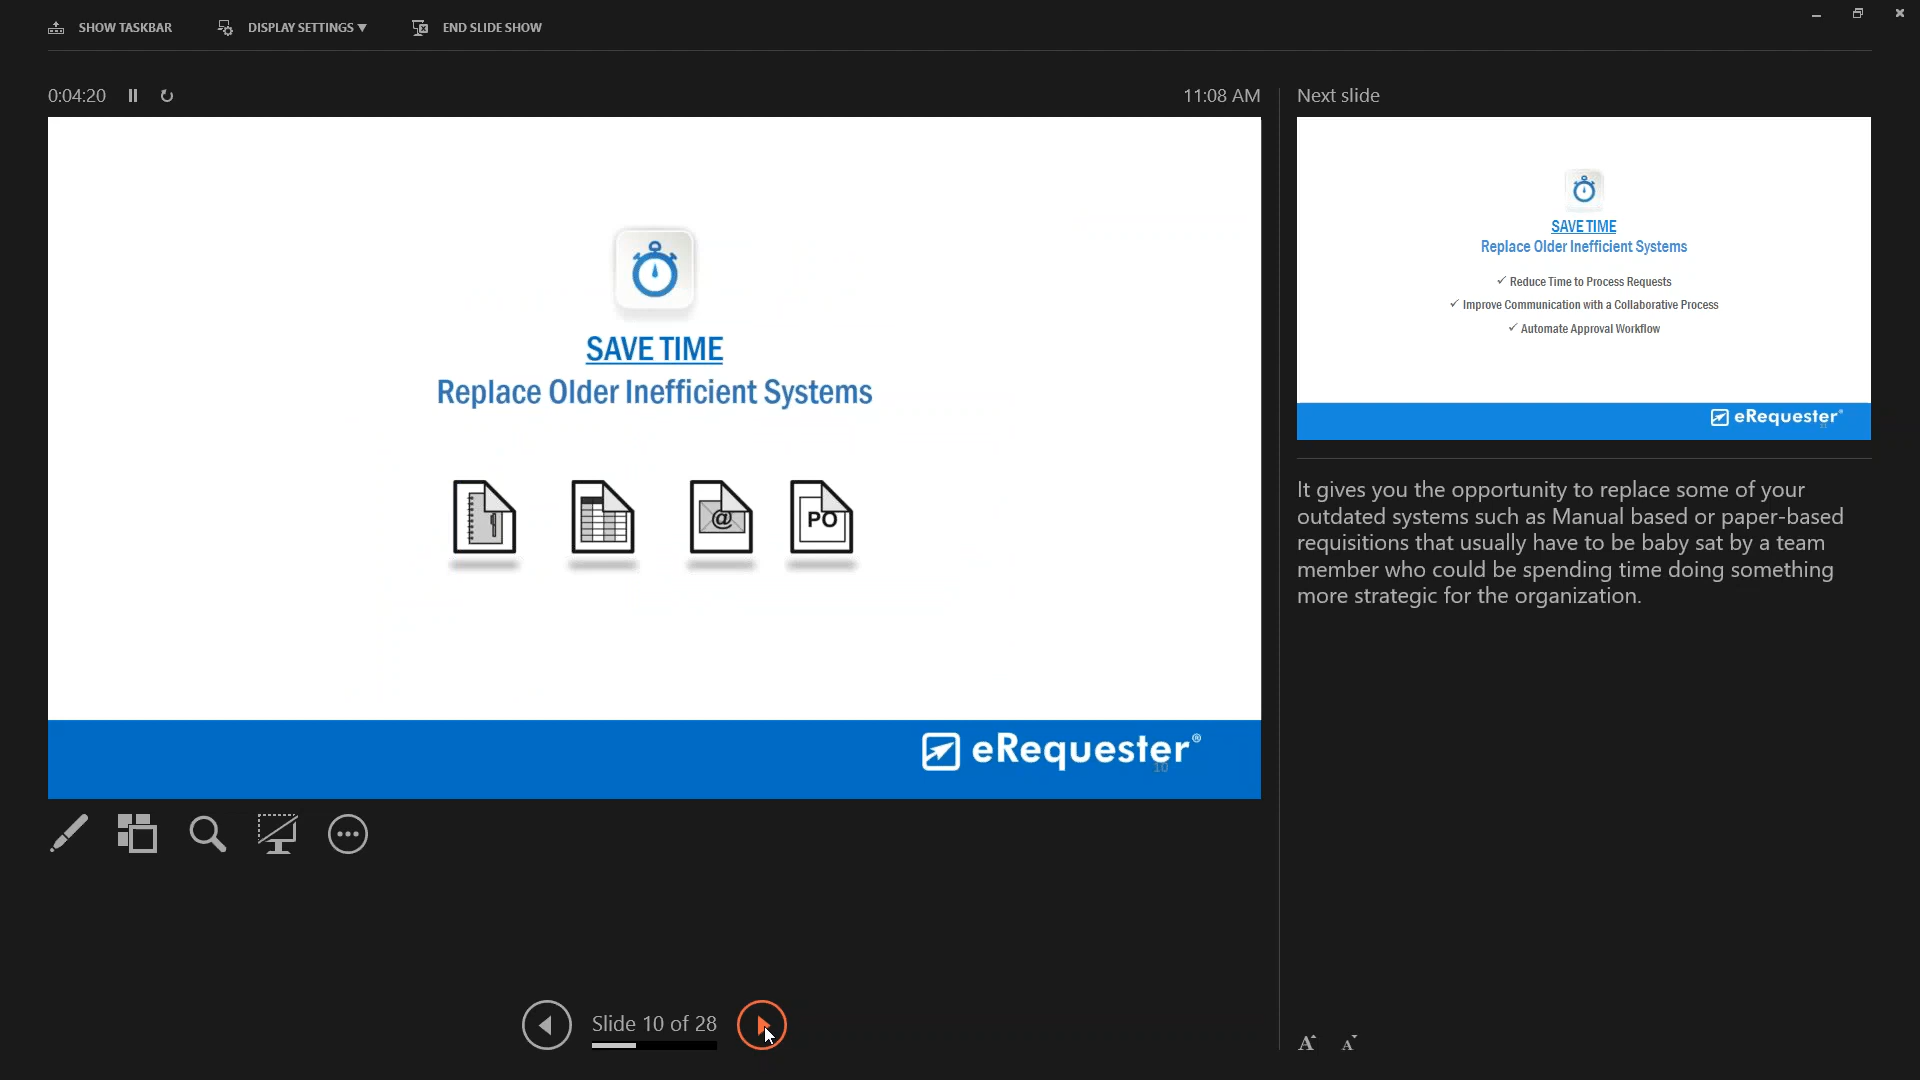 SHOW TASKBAR
DISPLAY SETTINGS ▼
END SLIDE SHOW
0:04:20
11:08 AM
Next slide
SAVE TIME
Replace Older Inefficient Systems
@
PO
eRequester®
10
SAVE TIME
Replace Older Inefficient Systems
✓ Reduce Time to Process Requests
✓ Improve Communication with a Collaborative Process
✓ Automate Approval Workflow
eRequester®
It gives you the opportunity to replace some of your
outdated systems such as Manual based or paper-based
requisitions that usually have to be baby sat by a team
member who could be spending time doing something
more strategic for the organization.
Slide 10 of 28
A A